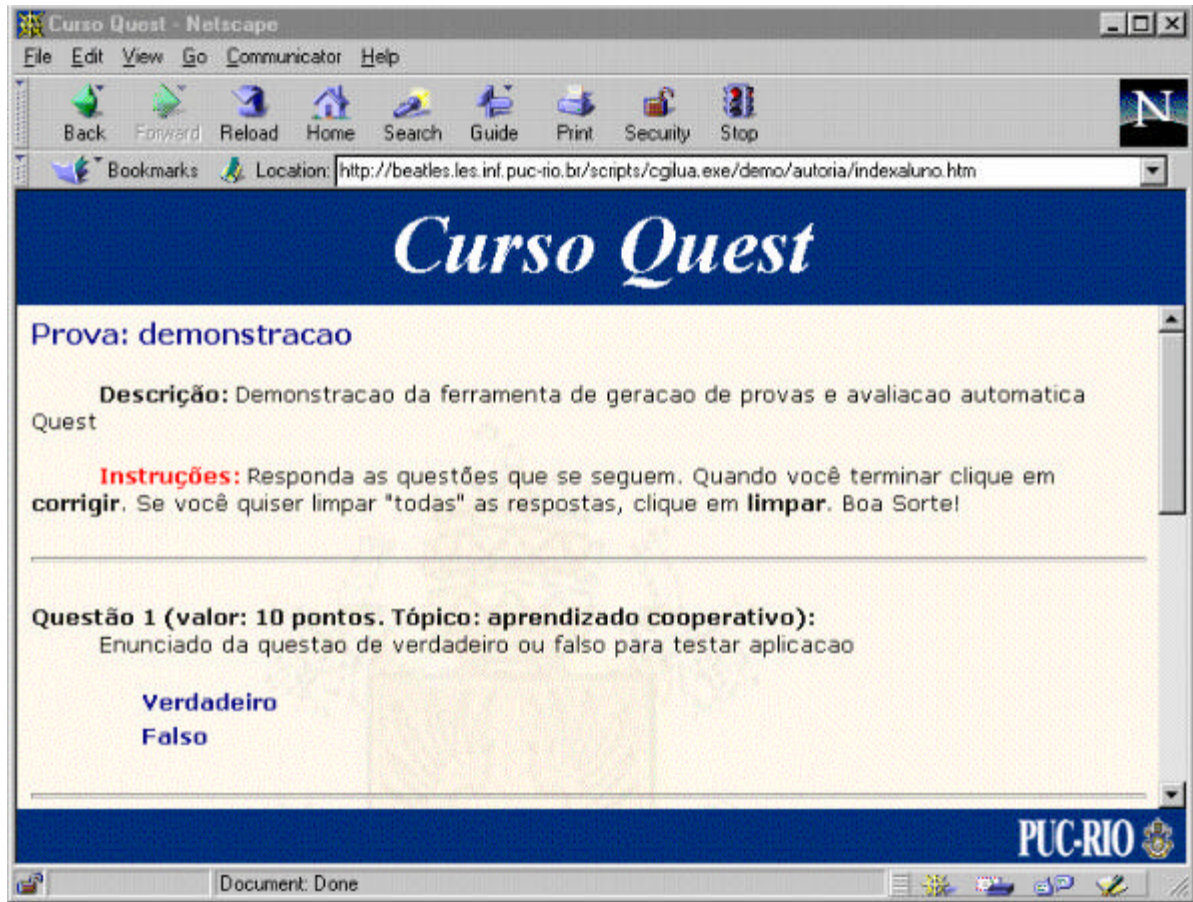 Curso Quest - Netscape
File Edit View Go Communicator Help
Back Forward Reload Home Search Guide Print Security Stop
N
Bookmarks Location: http://beatles.les.inf.puc-rio.br/scripts/cgilua.exe/demo/autoria/indexaluno.htm
Curso Quest
Prova: demonstracao
Descrição: Demonstracao da ferramenta de geracao de provas e avaliacao automatica
Quest
Instruções: Responda as questões que se seguem. Quando você terminar clique em
corrigir. Se você quiser limpar "todas" as respostas, clique em limpar. Boa Sorte!
Questão 1 (valor: 10 pontos. Tópico: aprendizado cooperativo):
Enunciado da questao de verdadeiro ou falso para testar aplicacao
Verdadeiro
Falso
PUC-RIO
Document: Done